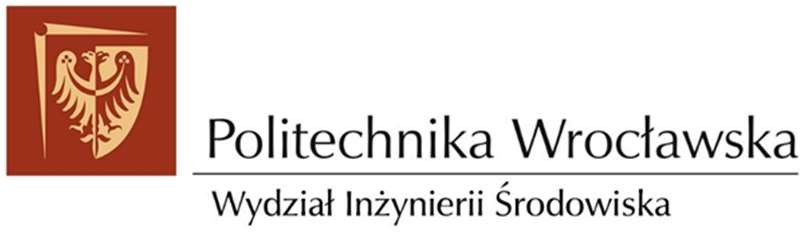 Politechnika Wrocławska
Wydział Inżynierii Środowiska